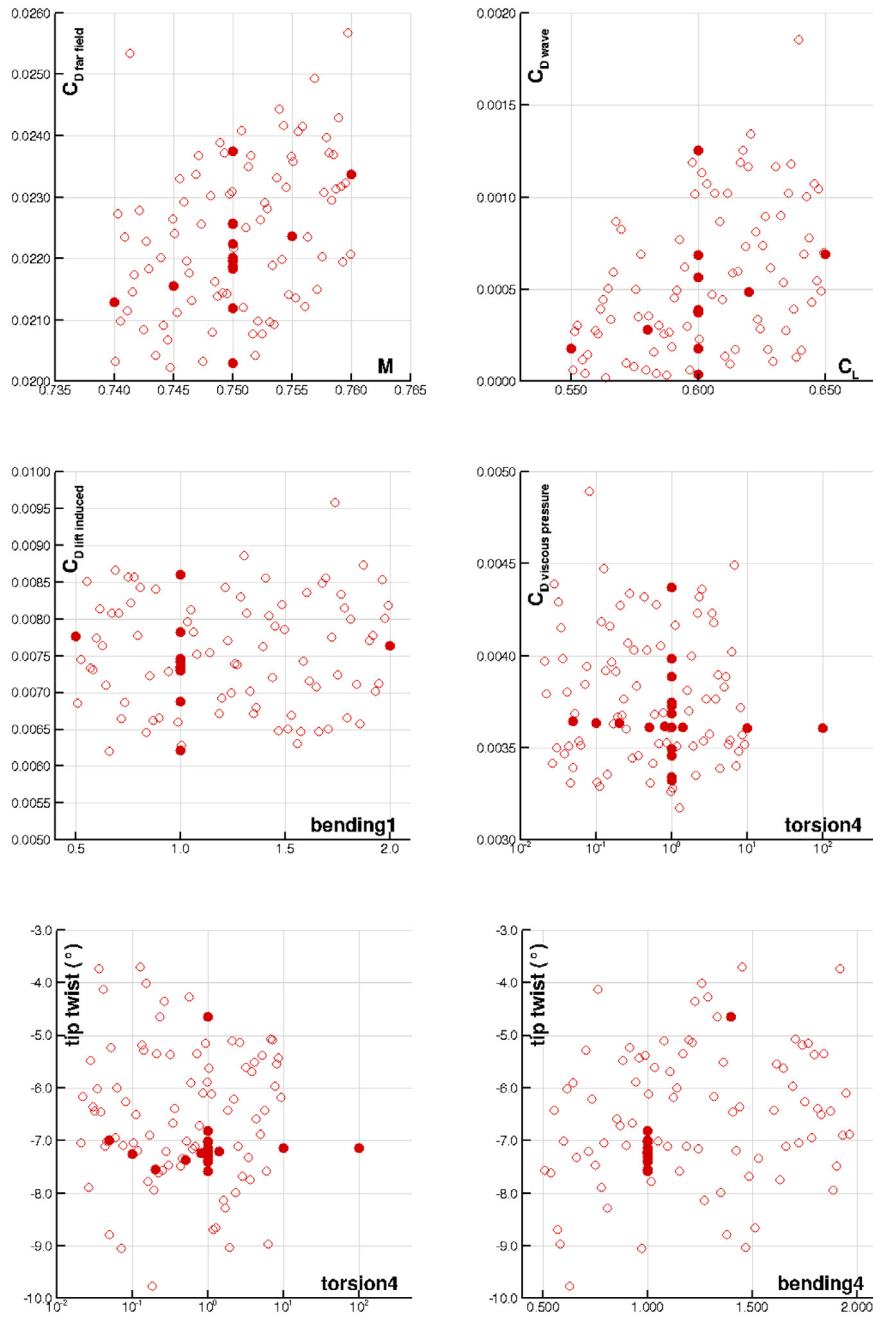 0.0260
0.0250
0.0240
0.0230
0.0220
0.0210
0.0200
C_D far field
0.735 0.740 0.745 0.750 0.755 0.760 0.765
M
0.0020
0.0015
0.0010
0.0005
0.0000
C_D wave
0.550 0.600 0.650
C_L
0.0100
0.0095
0.0090
0.0085
0.0080
0.0075
0.0070
0.0065
0.0060
0.0055
0.0050
C_D lift induced
0.5 1.0 1.5 2.0
bending1
0.0050
0.0045
0.0040
0.0035
0.0030
C_D viscous pressure
10^-2 10^-1 10^0 10^1 10^2
torsion4
-3.0
-4.0
-5.0
-6.0
-7.0
-8.0
-9.0
-10.0
tip twist (°)
10^-2 10^-1 10^0 10^1 10^2
torsion4
-3.0
-4.0
-5.0
-6.0
-7.0
-8.0
-9.0
-10.0
tip twist (°)
0.500 1.000 1.500 2.000
bending4